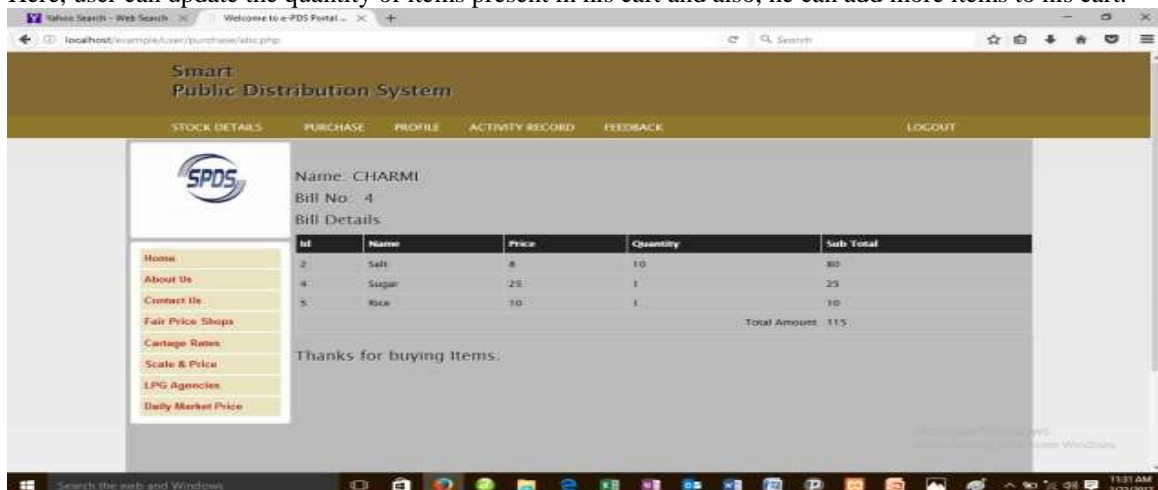 Here, user can update the quantity of items present in his cart and also, he can add more items to his cart.
Yahoo Search - Web Search
Welcome to e-PDS Portal ...
localhost/example/user/purchase/abc.php
Search
Smart
Public Distribution System
STOCK DETAILS PURCHASE PROFILE ACTIVITY RECORD FEEDBACK LOGOUT
SPDS
Name: CHARMI
Bill No: 4
Bill Details
Id Name Price Quantity Sub Total
2 Salt 8 10 80
4 Sugar 25 1 25
5 Rice 10 1 10
Total Amount 115
Thanks for buying Items.
Home
About Us
Contact Us
Fair Price Shops
Cartage Rates
Scale & Price
LPG Agencies
Daily Market Price
Search the web and Windows
11:31 AM